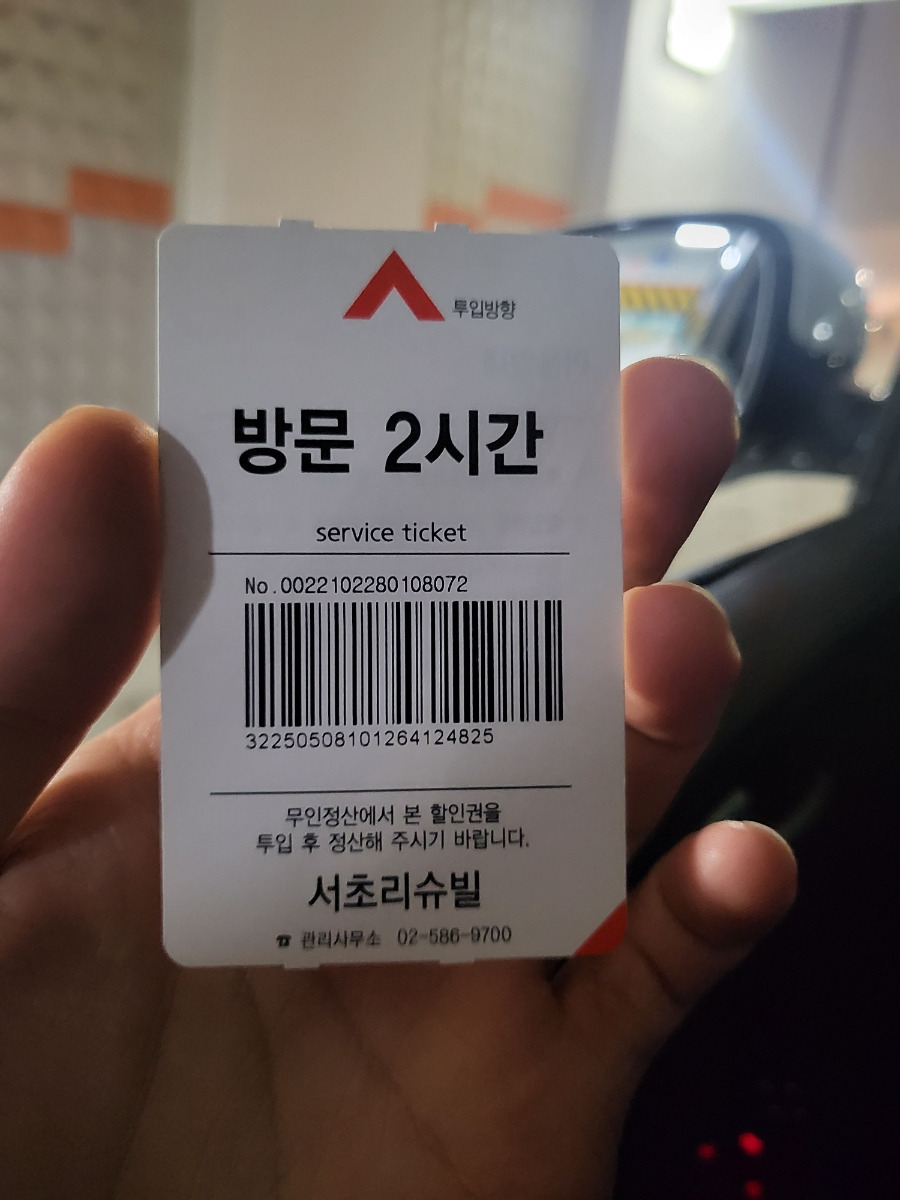 투입방향
방문 2시간
service ticket
No.0022102280108072
32250508101264124825
무인정산에서 본 할인권을
투입 후 정산해 주시기 바랍니다.
서초리슈빌
☎ 관리사무소 02-586-9700